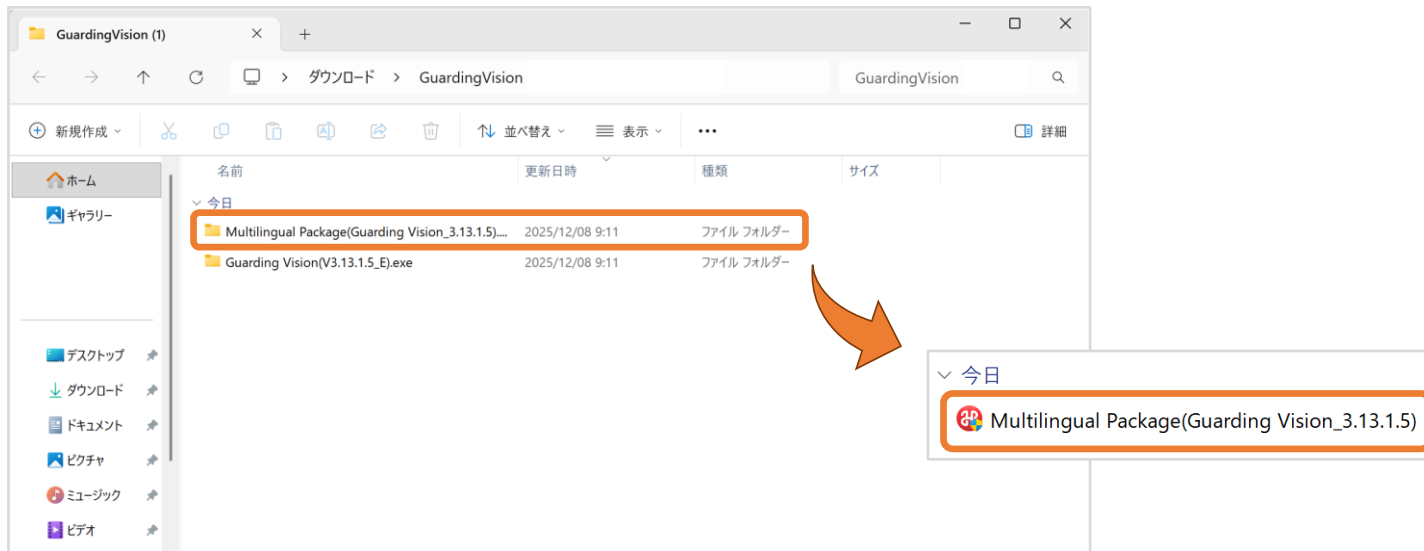 GuardingVision (1)
ダウンロード > GuardingVision
GuardingVision
新規作成
並べ替え
表示
詳細
ホーム
ギャラリー
デスクトップ
ダウンロード
ドキュメント
ピクチャ
ミュージック
ビデオ
名前 更新日時 種類 サイズ
今日
Multilingual Package(Guarding Vision_3.13.1.5).... 2025/12/08 9:11 ファイル フォルダー
Guarding Vision(V3.13.1.5_E).exe 2025/12/08 9:11 ファイル フォルダー
今日
Multilingual Package(Guarding Vision_3.13.1.5)